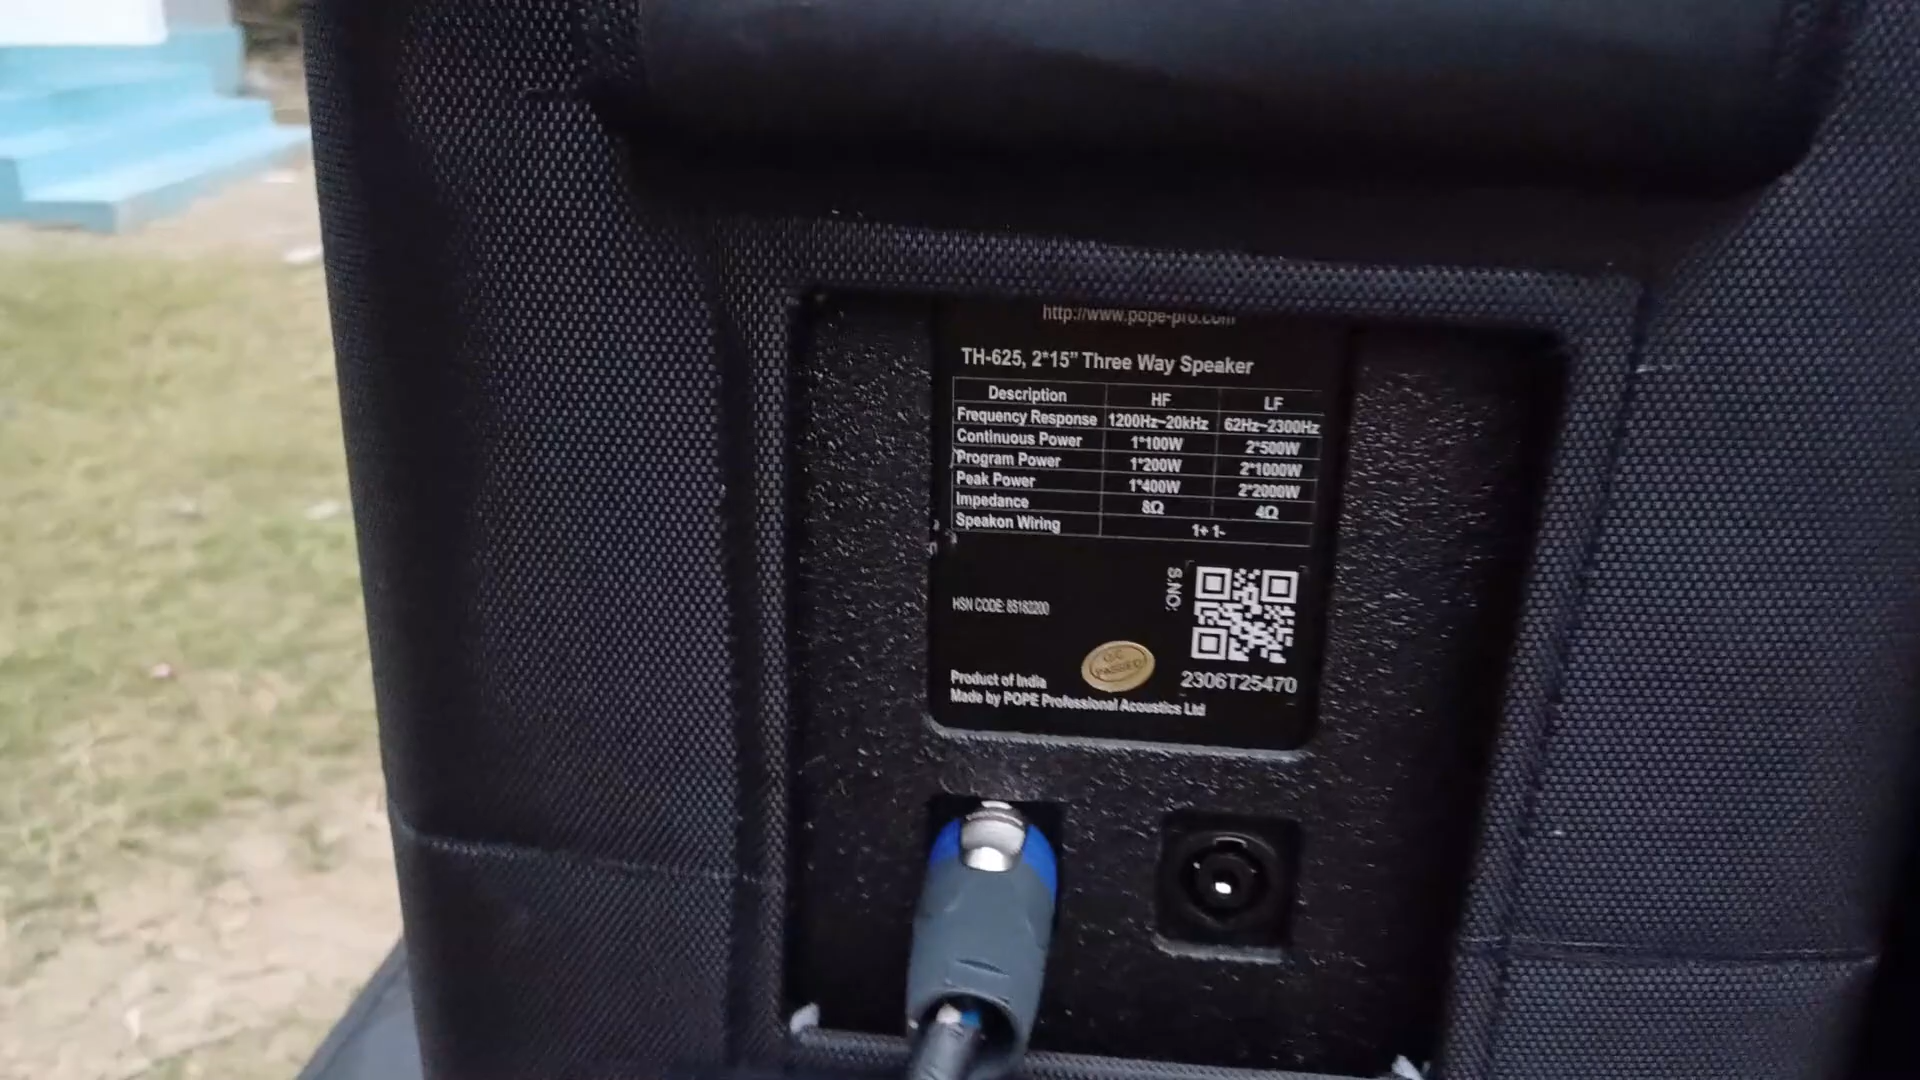 http://www.pope-pro.com
TH-625, 2*15” Three Way Speaker
Description HF LF
Frequency Response 1200Hz~20kHz 62Hz~2300Hz
Continuous Power 1*100W 2*500W
Program Power 1*200W 2*1000W
Peak Power 1*400W 2*2000W
Impedance 8Ω 4Ω
Speakon Wiring 1+ 1-
S.NO:
HSN CODE: 85182200
QC
PASSED
2306T25470
Product of India
Made by POPE Professional Acoustics Ltd